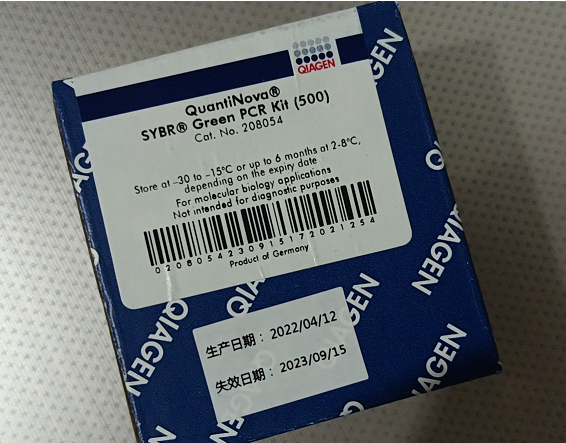 QIAGEN
QuantiNova®
SYBR® Green PCR Kit (500)
Cat. No. 208054
Store at -30 to -15°C or up to 6 months at 2-8°C,
depending on the expiry date
For molecular biology applications
Not intended for diagnostic purposes
0208054230915172021254
Product of Germany
生产日期： 2022/04/12
失效日期： 2023/09/15
QIAGEN
QIAGEN
QIAGEN